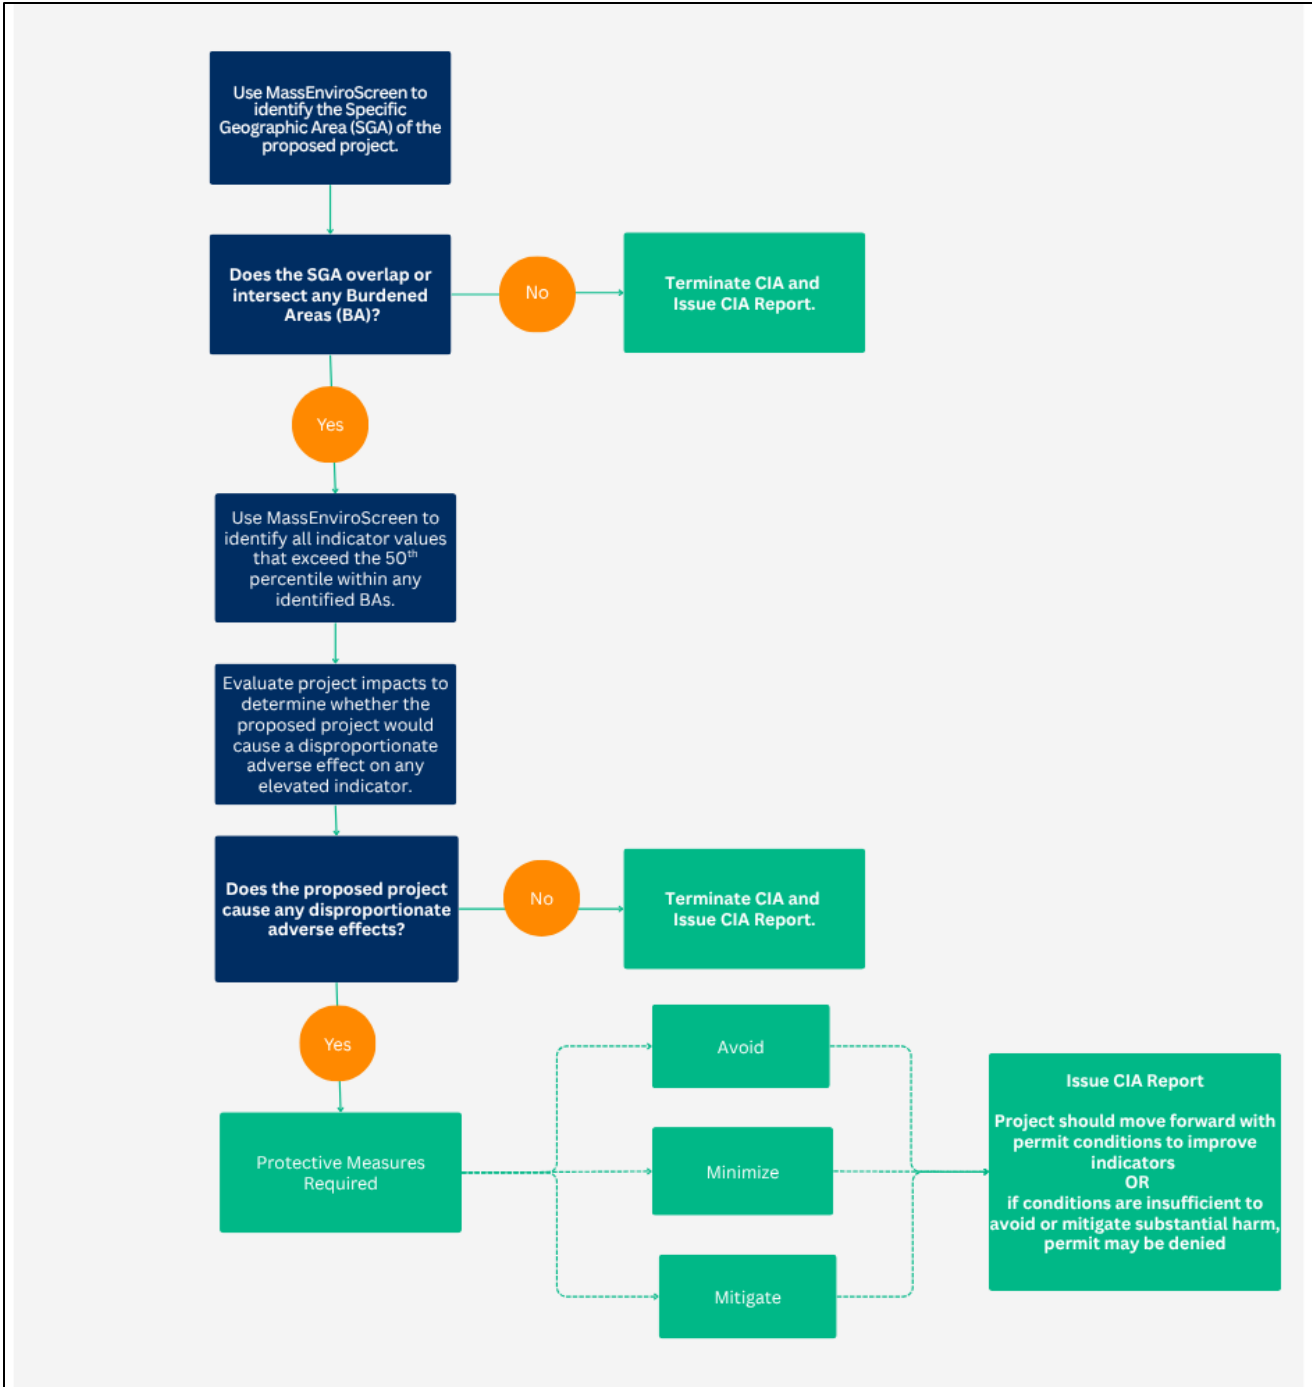 Use MassEnviroScreen to
identify the Specific
Geographic Area (SGA) of the
proposed project.
Does the SGA overlap or
intersect any Burdened
Areas (BA)?
No
Terminate CIA and
Issue CIA Report.
Yes
Use MassEnviroScreen to
identify all indicator values
that exceed the 50th
percentile within any
identified BAs.
Evaluate project impacts to
determine whether the
proposed project would
cause a disproportionate
adverse effect on any
elevated indicator.
Does the proposed project
cause any disproportionate
adverse effects?
No
Terminate CIA and
Issue CIA Report.
Yes
Protective Measures
Required
Avoid
Minimize
Mitigate
Issue CIA Report
Project should move forward with
permit conditions to improve
indicators
OR
if conditions are insufficient to
avoid or mitigate substantial harm,
permit may be denied